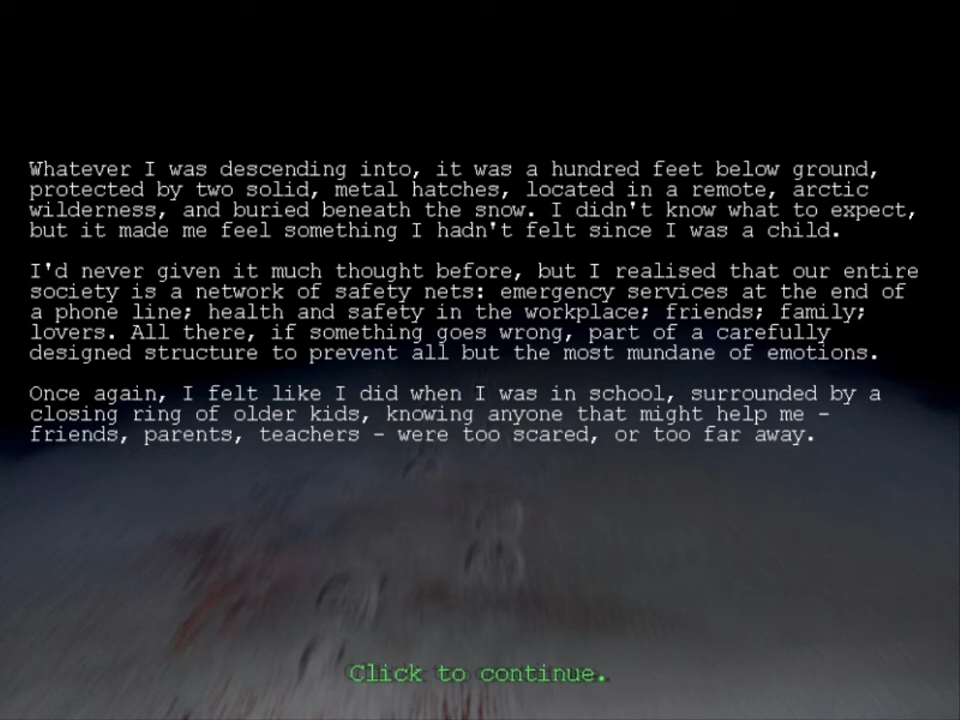 Whatever I was descending into, it was a hundred feet below ground,
protected by two solid, metal hatches, located in a remote, arctic
wilderness, and buried beneath the snow. I didn't know what to expect,
but it made me feel something I hadn't felt since I was a child.
I'd never given it much thought before, but I realised that our entire
society is a network of safety nets: emergency services at the end of
a phone line; health and safety in the workplace; friends; family;
lovers. All there, if something goes wrong, part of a carefully
designed structure to prevent all but the most mundane of emotions.
Once again, I felt like I did when I was in school, surrounded by a
closing ring of older kids, knowing anyone that might help me -
friends, parents, teachers - were too scared, or too far away.
Click to continue.